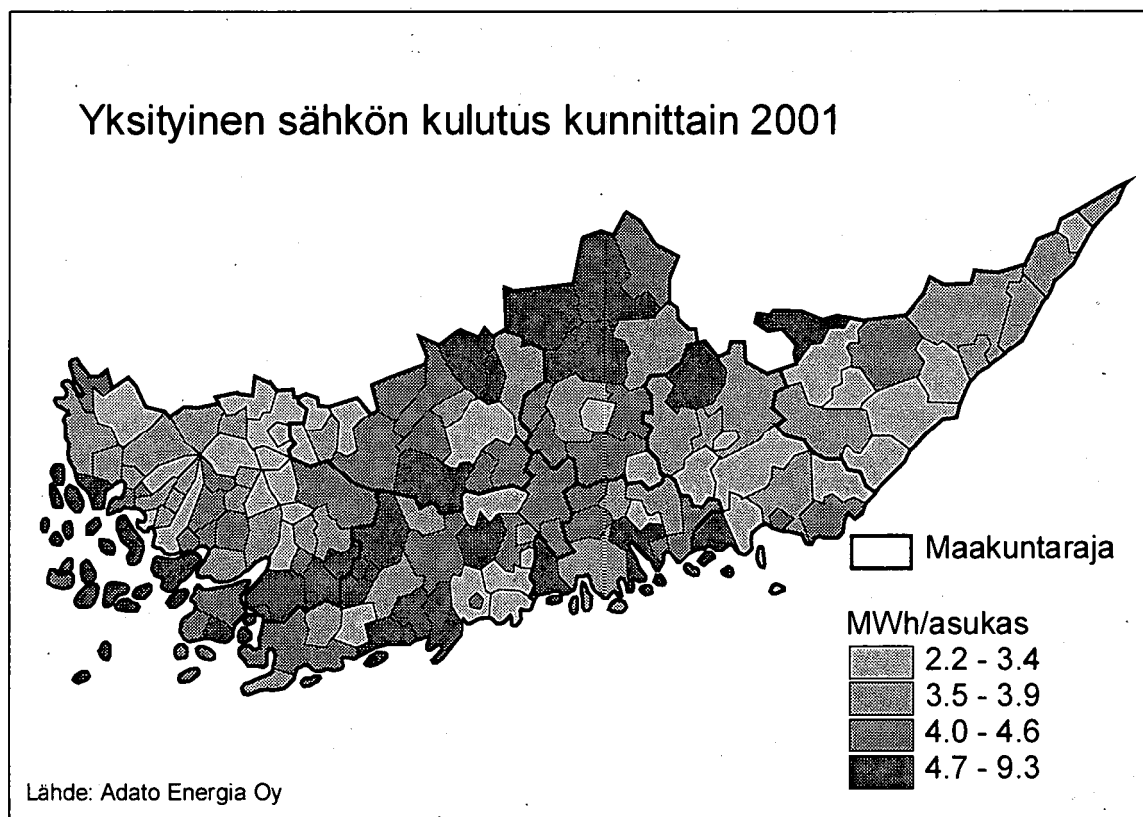 Yksityinen sähkön kulutus kunnittain 2001
Maakuntaraja
MWh/asukas
2.2 - 3.4
3.5 - 3.9
4.0 - 4.6
4.7 - 9.3
Lähde: Adato Energia Oy